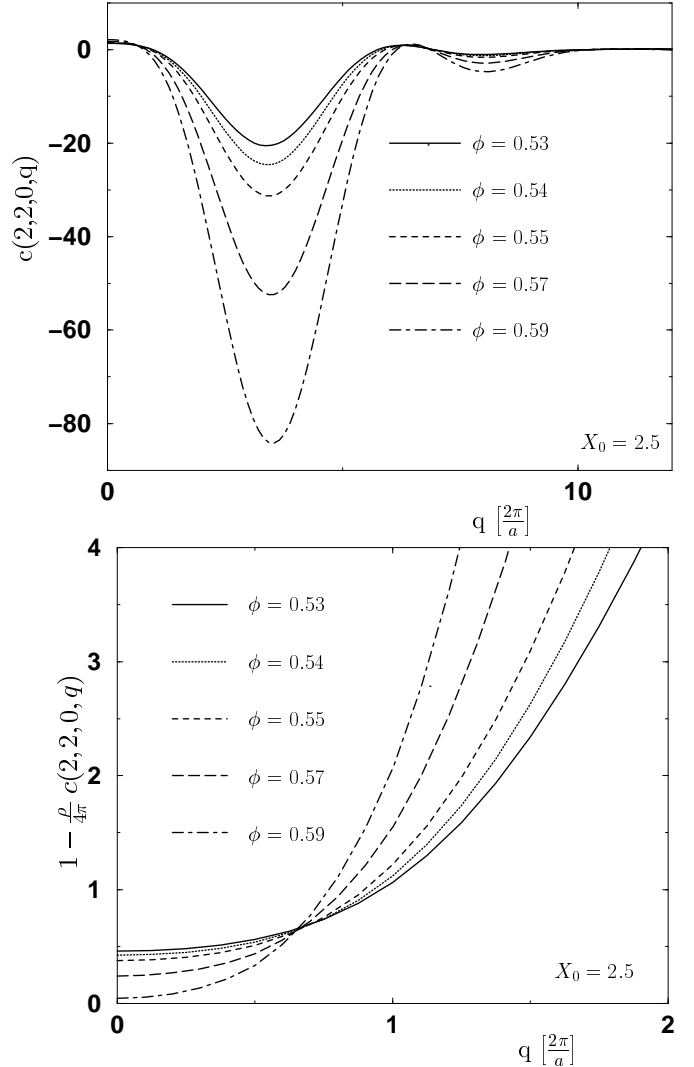 0
−20
−40
−60
−80
c(2,2,0,q)
ϕ = 0.53
ϕ = 0.54
ϕ = 0.55
ϕ = 0.57
ϕ = 0.59
X₀ = 2.5
0
10
q [2π/a]
4
3
2
1
0
1 − ρ/4π c(2, 2, 0, q)
ϕ = 0.53
ϕ = 0.54
ϕ = 0.55
ϕ = 0.57
ϕ = 0.59
X₀ = 2.5
0
1
2
q [2π/a]